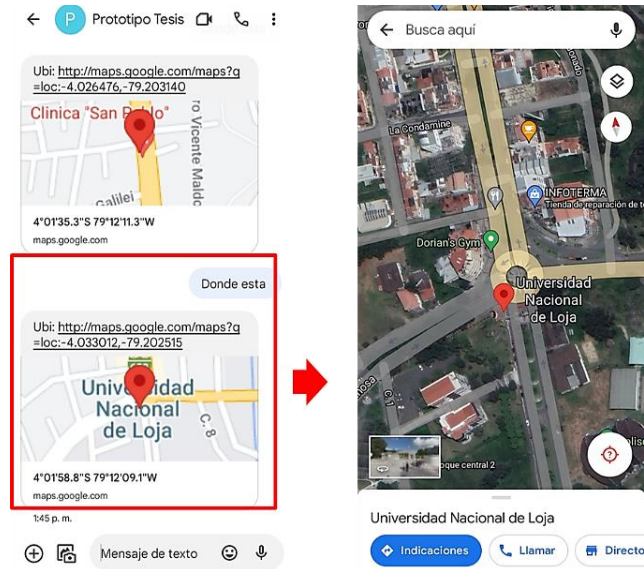 Prototipo Tesis
P
Ubi: http://maps.google.com/maps?q
=loc:-4.026476,-79.203140
Clinica "San Pablo"
ro Vicente Maldo
Galilei
4°01'35.3"S 79°12'11.3"W
maps.google.com
Donde esta
Ubi: http://maps.google.com/maps?q
=loc:-4.033012,-79.202515
Universidad
Nacional
de Loja
C. 8
4°01'58.8"S 79°12'09.1"W
maps.google.com
1:45 p. m.
Mensaje de texto
Busca aquí
La Condamine
INFOTERMA
Tienda de reparación de te
Dorian's Gym
Universidad
Nacional
de Loja
C. 1
oque central 2
Universidad Nacional de Loja
Indicaciones
Llamar
Directo